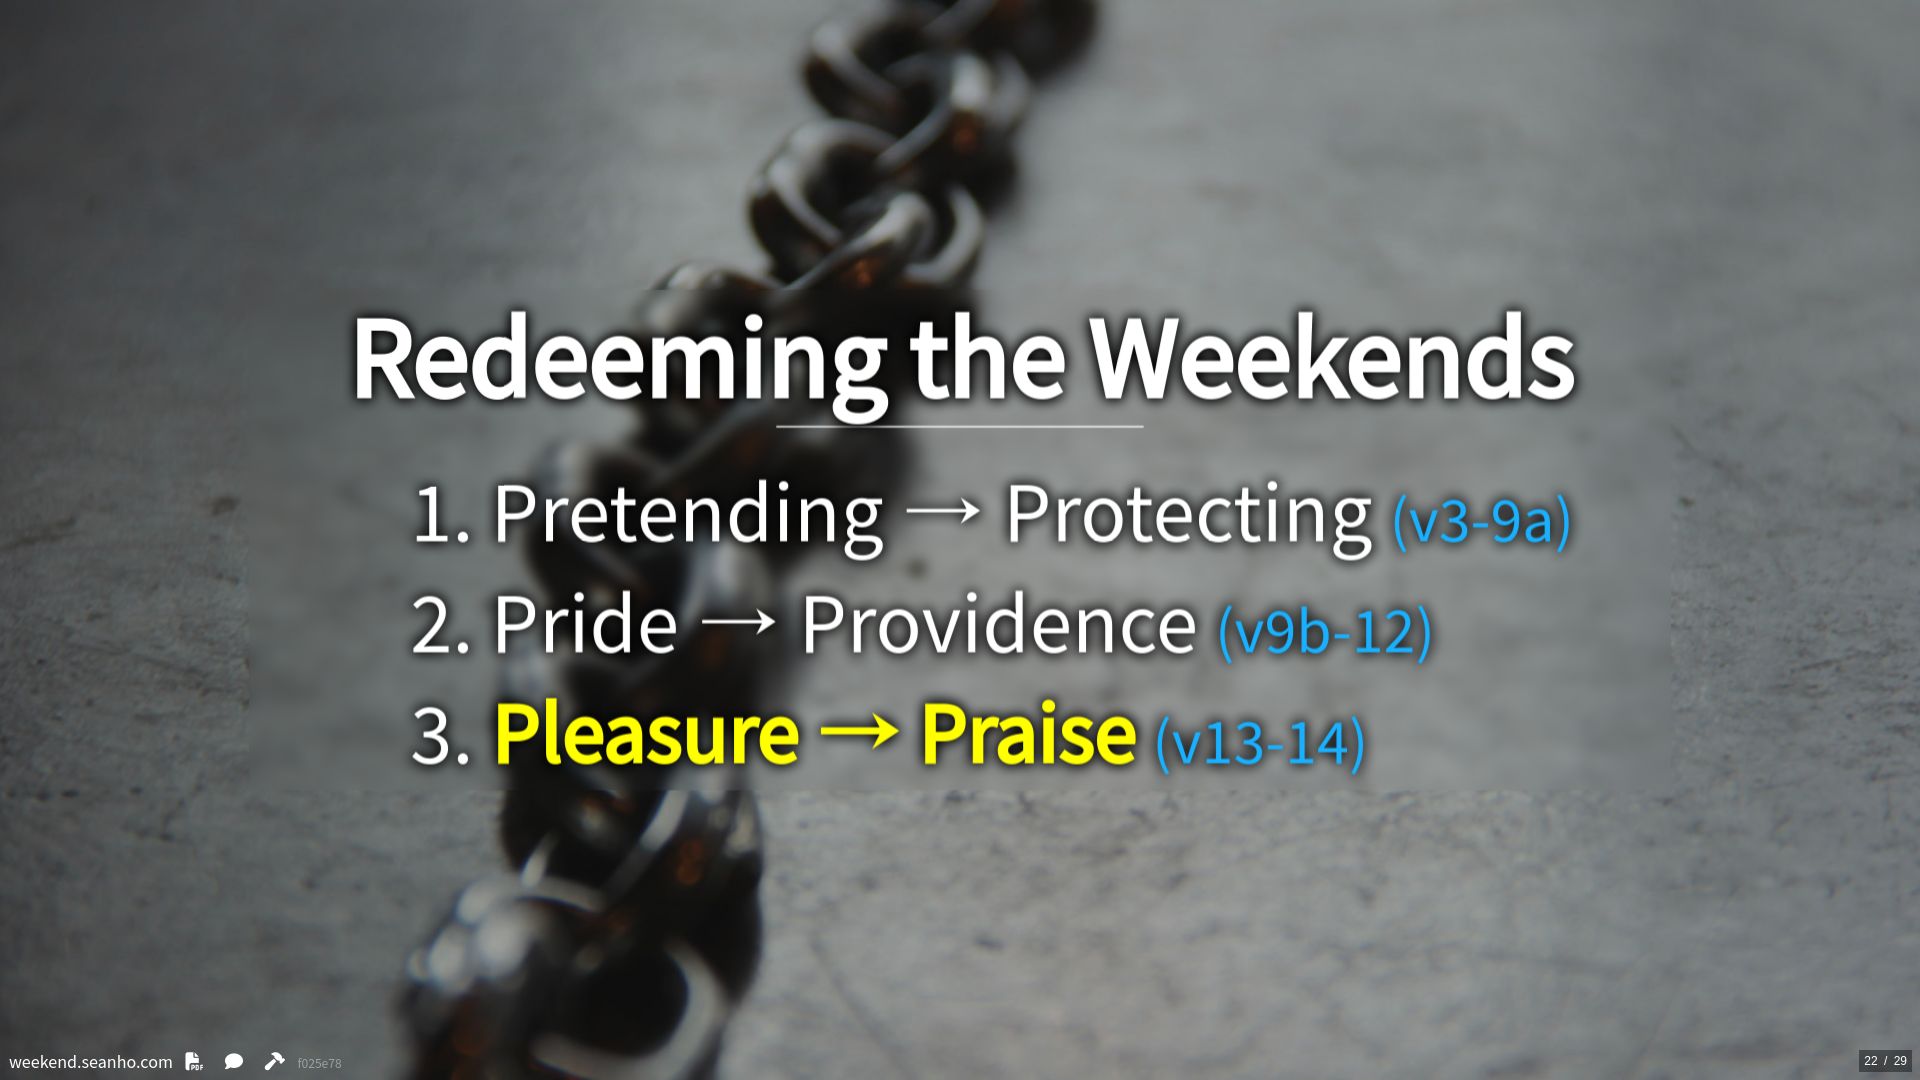 Redeeming the Weekends
1. Pretending → Protecting (v3-9a)
2. Pride → Providence (v9b-12)
3. Pleasure → Praise (v13-14)
weekend.seanho.com PDF f025e78
22 / 29